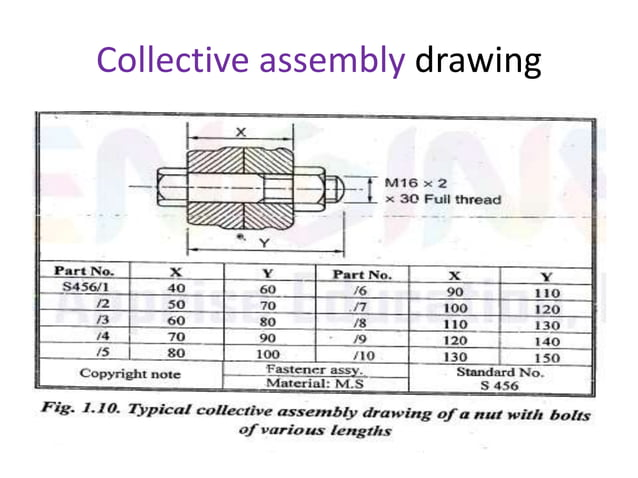 Collective assembly drawing
X
M16 × 2
× 30 Full thread
Y
Part No. X Y Part No. X Y
S456/1 40 60 /6 90 110
/2 50 70 /7 100 120
/3 60 80 /8 110 130
/4 70 90 /9 120 140
/5 80 100 /10 130 150
Copyright note Fastener assy. Standard No.
Material: M.S S 456
Fig. 1.10. Typical collective assembly drawing of a nut with bolts
of various lengths